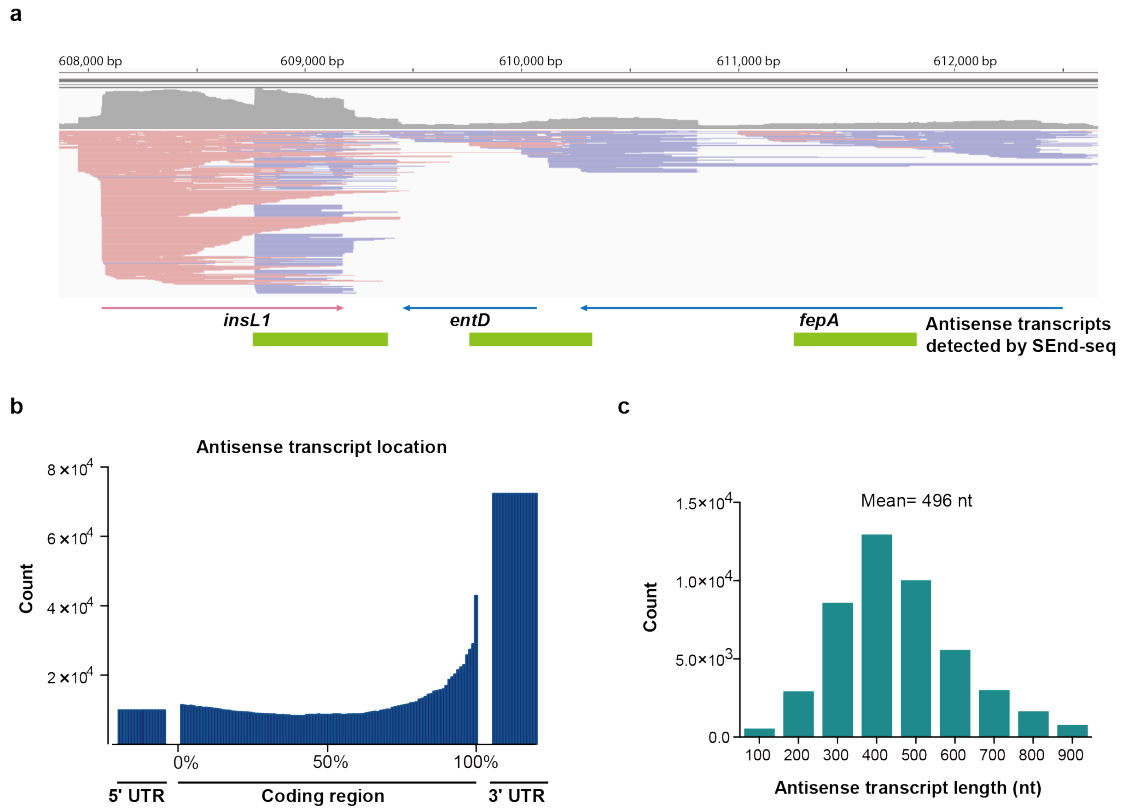 a
608,000 bp 609,000 bp 610,000 bp 611,000 bp 612,000 bp
insL1 entD fepA
Antisense transcripts
detected by SEnd-seq
b
Antisense transcript location
8×10⁴
6×10⁴
4×10⁴
2×10⁴
Count
0% 50% 100%
5' UTR Coding region 3' UTR
c
Mean= 496 nt
1.5×10⁴
1.0×10⁴
5.0×10³
0.0
Count
100 200 300 400 500 600 700 800 900
Antisense transcript length (nt)